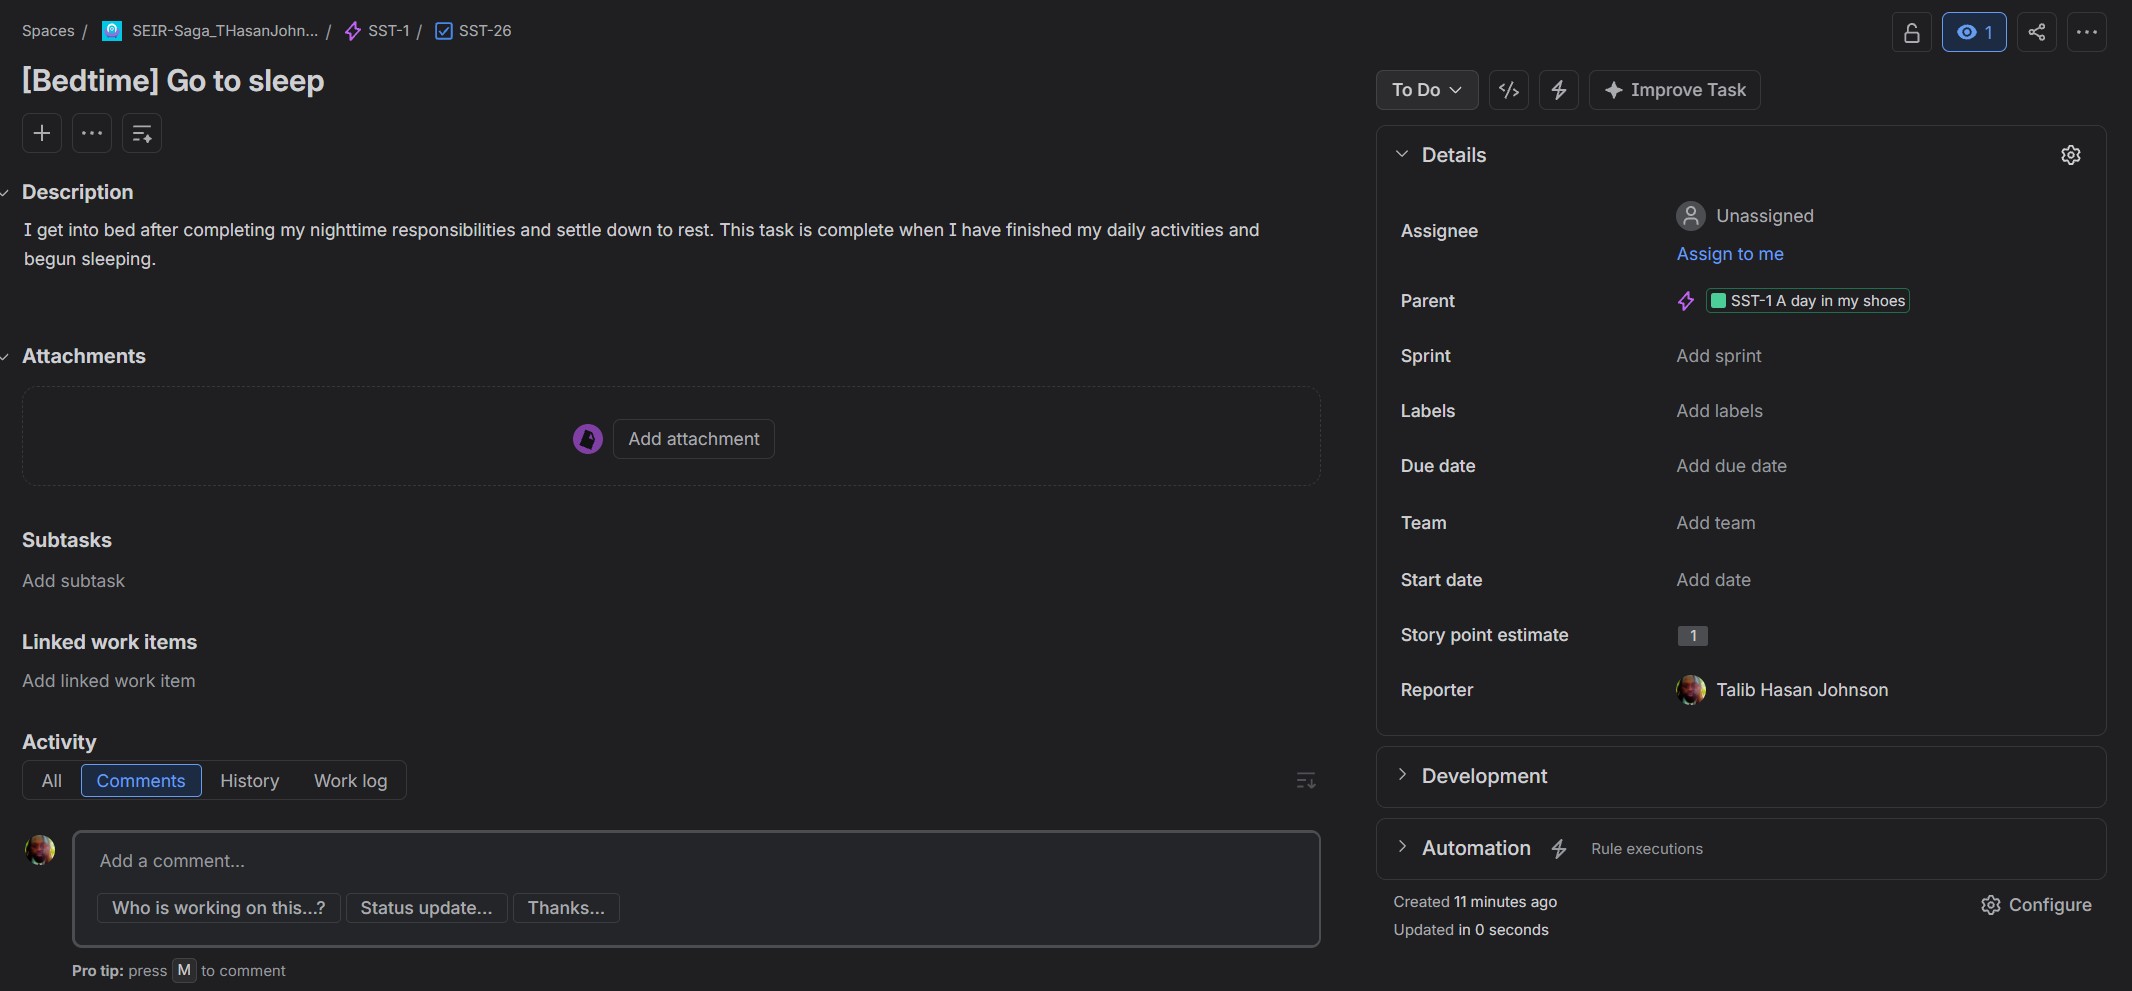 Spaces / SEIR-Saga_THasanJohn... / SST-1 / SST-26
1
[Bedtime] Go to sleep
To Do
Improve Task
Details
Description
I get into bed after completing my nighttime responsibilities and settle down to rest. This task is complete when I have finished my daily activities and
begun sleeping.
Attachments
Add attachment
Subtasks
Add subtask
Linked work items
Add linked work item
Activity
All Comments History Work log
Add a comment...
Who is working on this...? Status update... Thanks...
Pro tip: press M to comment
Assignee Unassigned
Assign to me
Parent SST-1 A day in my shoes
Sprint Add sprint
Labels Add labels
Due date Add due date
Team Add team
Start date Add date
Story point estimate 1
Reporter Talib Hasan Johnson
Development
Automation Rule executions
Created 11 minutes ago
Updated in 0 seconds
Configure